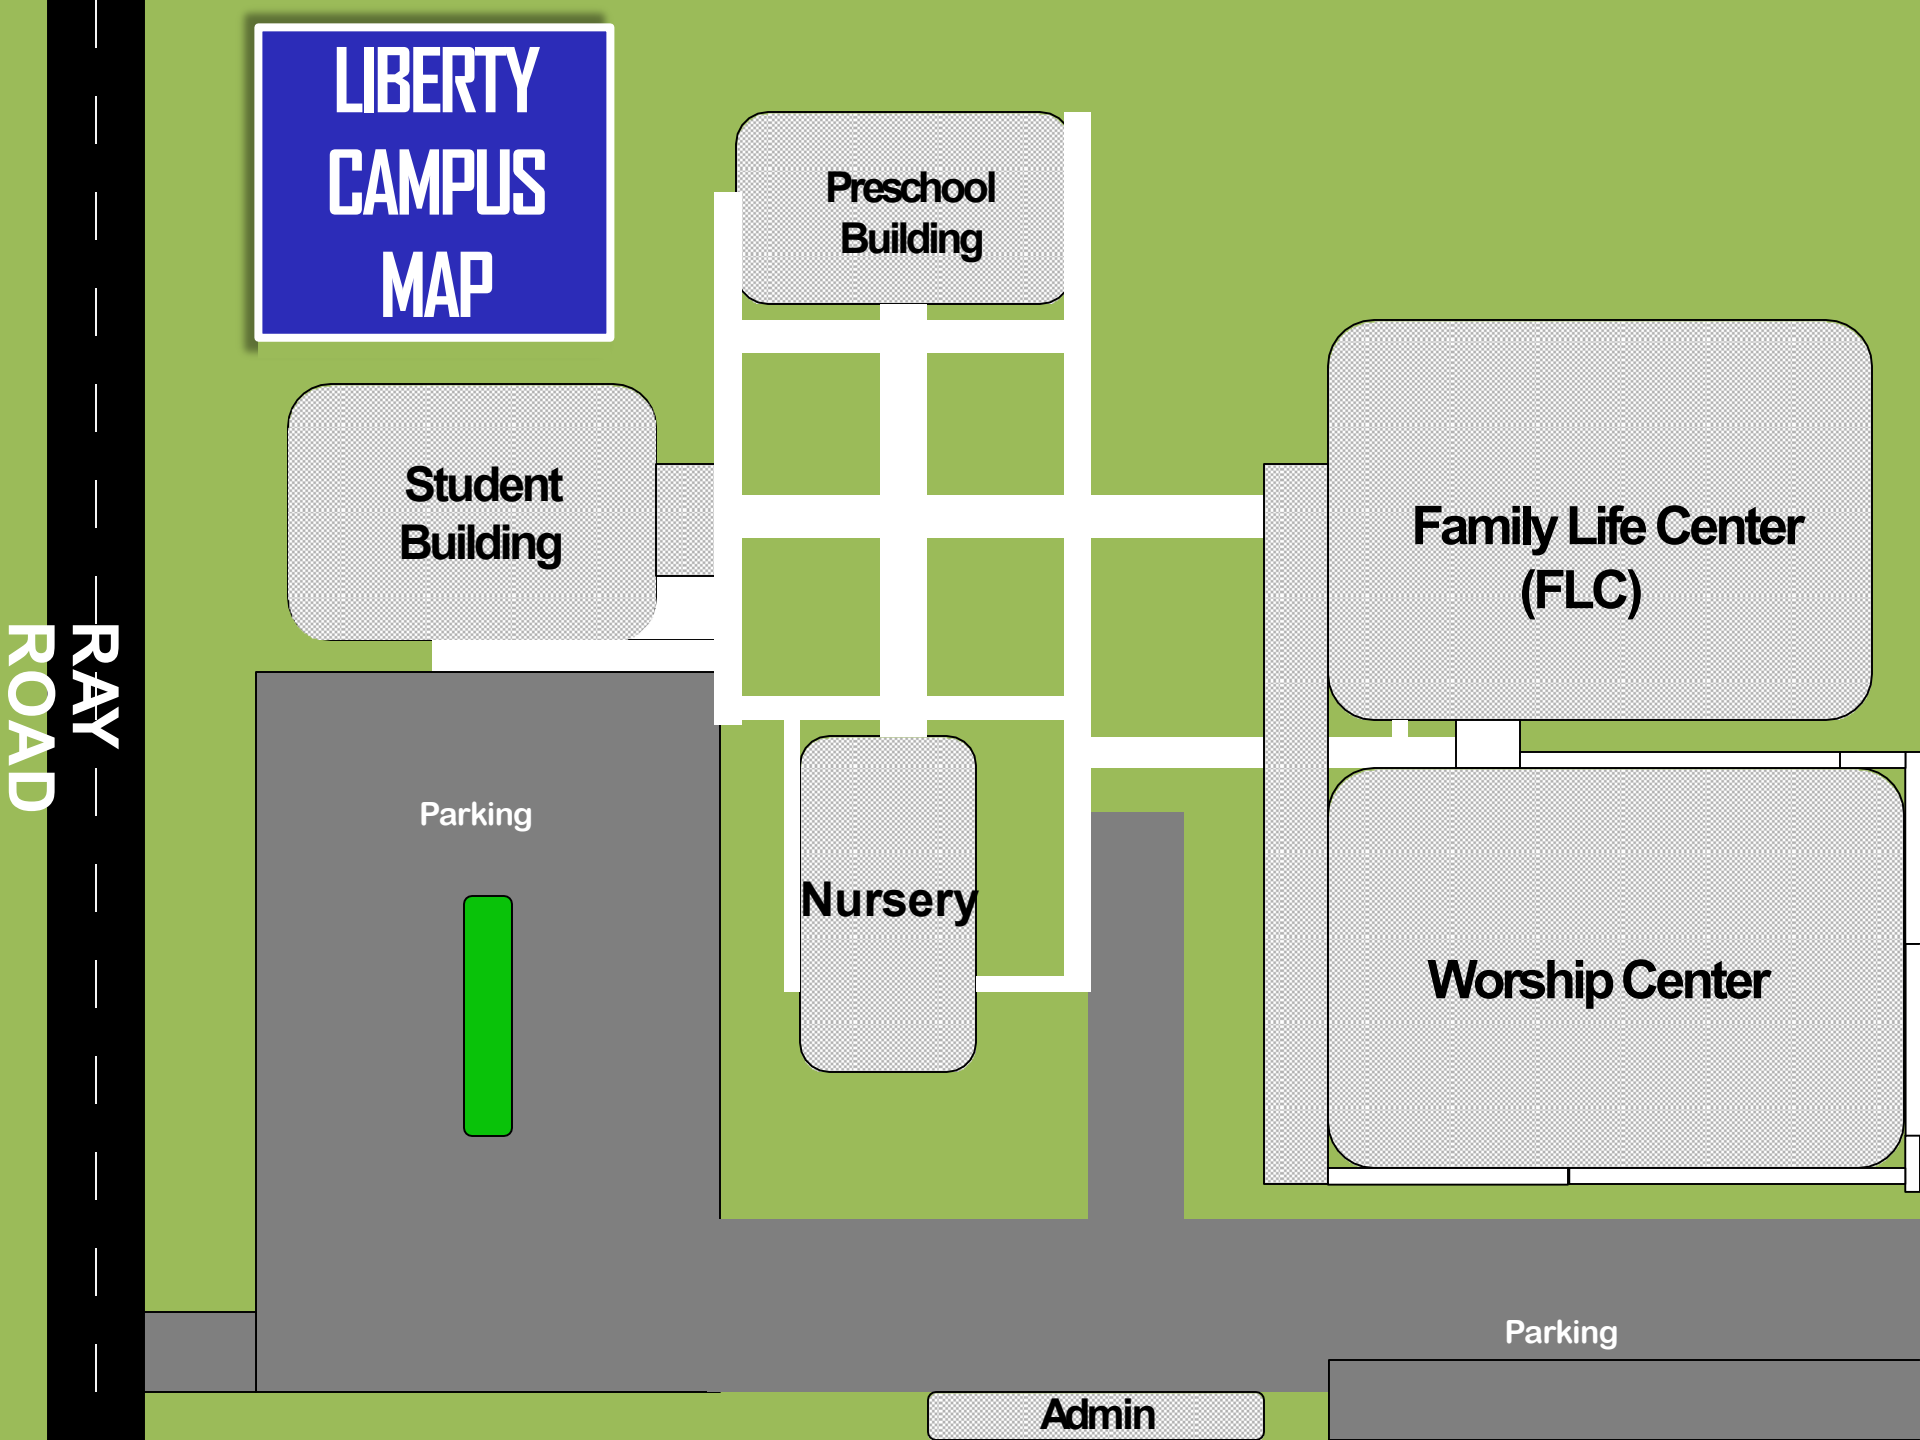 LIBERTY
CAMPUS
MAP
Preschool
Building
Student
Building
Family Life Center
(FLC)
RAY
ROAD
Parking
Nursery
Worship Center
Parking
Admin